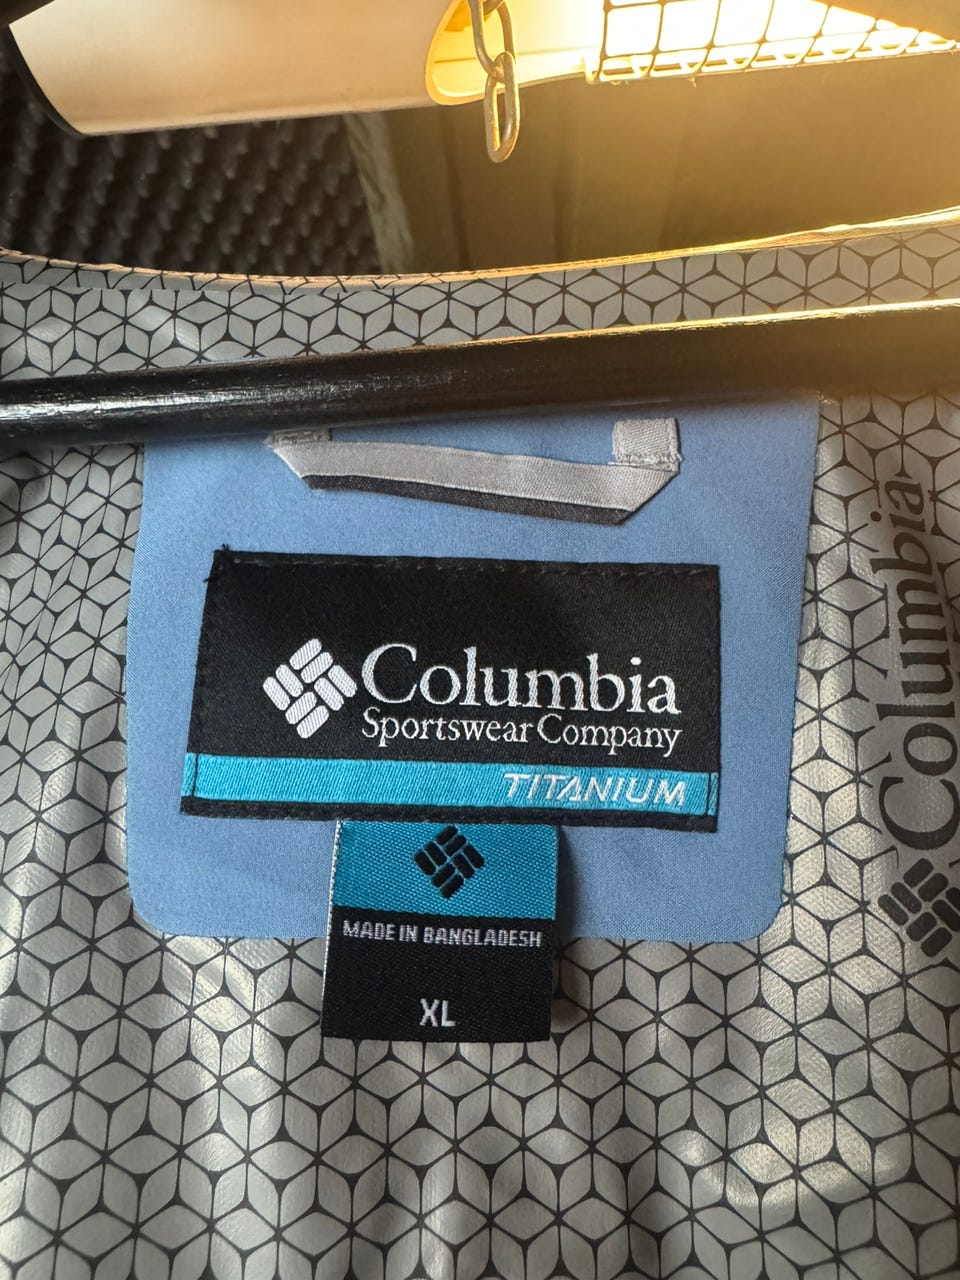 Columbia
Sportswear Company
TITANIUM
MADE IN BANGLADESH
XL
Columbia